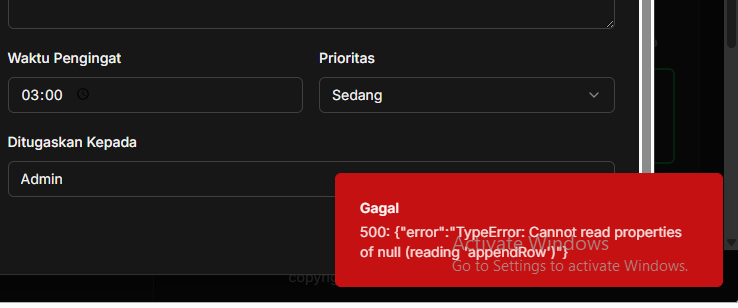 Waktu Pengingat
Prioritas
03:00
Sedang
Ditugaskan Kepada
Admin
Gagal
500: {"error":"TypeError: Cannot read properties
of null (reading 'appendRow')"}
Activate Windows
Go to Settings to activate Windows.